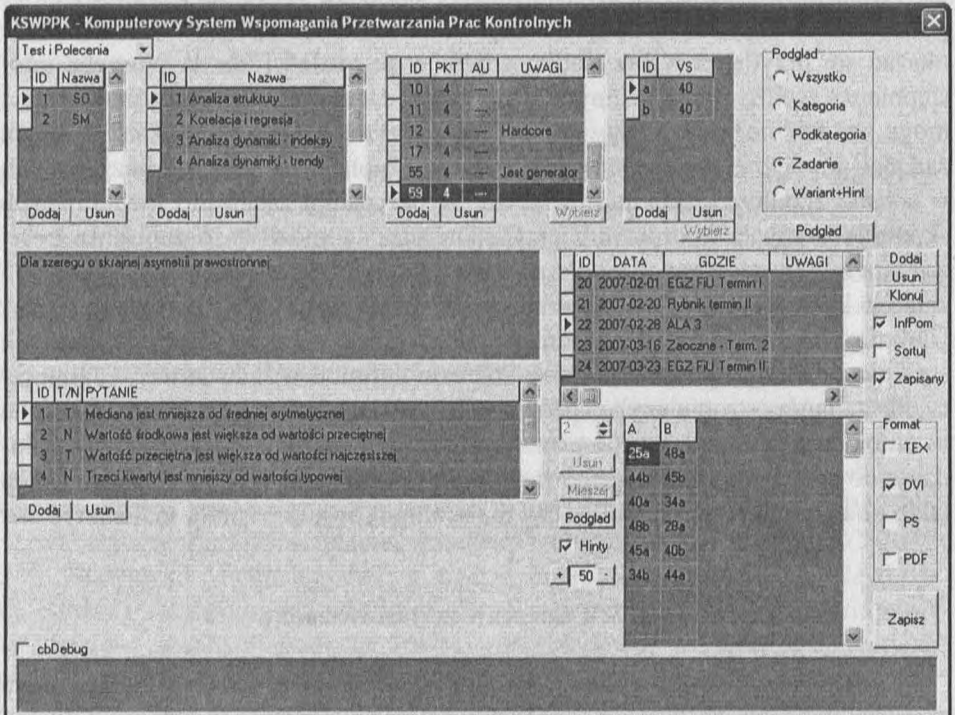 KSWPPK - Komputerowy System Wspomagania Przetwarzania Prac Kontrolnych
Test i Polecenia
ID Nazwa
1 SO
2 SM
Dodaj Usun
ID Nazwa
1 Analiza struktury
2 Korelacja i regresja
3 Analiza dynamiki - indeksy
4 Analiza dynamiki - trendy
Dodaj Usun
ID PKT AU UWAGI
10 4 ---
11 4 ---
12 4 --- Hardcore
17 4 ---
55 4 --- Jest generator
59 4 ---
Dodaj Usun Wybierz
ID VS
a 40
b 40
Dodaj Usun
Wybierz
Podglad
Wszystko
Kategoria
Podkategoria
Zadanie
Wariant+Hint
Podglad
Dla szeregu o skrajnej asymetrii prawostronnej:
ID DATA GDZIE UWAGI
20 2007-02-01 EGZ FiU Termin I
21 2007-02-20 Rybnik termin II
22 2007-02-28 ALA 3
23 2007-03-16 Zaoczne - Term. 2
24 2007-03-23 EGZ FiU Termin II
Dodaj
Usun
Klonuj
InfPom
Sortuj
Zapisany
ID T/N PYTANIE
1 T Mediana jest mniejsza od średniej arytmetycznej
2 N Wartość środkowa jest większa od wartości przeciętnej
3 T Wartość przeciętna jest większa od wartości najczęstszej
4 N Trzeci kwartyl jest mniejszy od wartości typowej
Dodaj Usun
2
Usun
Mieszaj
Podglad
Hinty
+ 50 -
A B
25a 48a
44b 45b
40a 34a
48b 28a
45a 40b
34b 44a
Format
TEX
DVI
PS
PDF
Zapisz
cbDebug